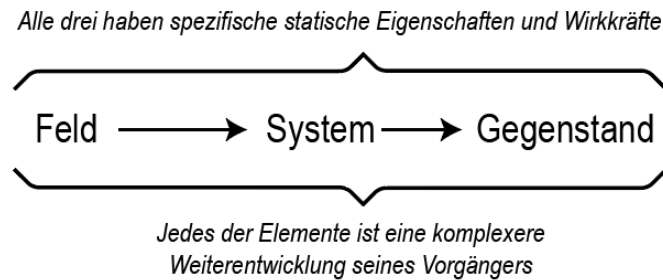 Alle drei haben spezifische statische Eigenschaften und Wirkkräfte
Feld System Gegenstand
Jedes der Elemente ist eine komplexere
Weiterentwicklung seines Vorgängers